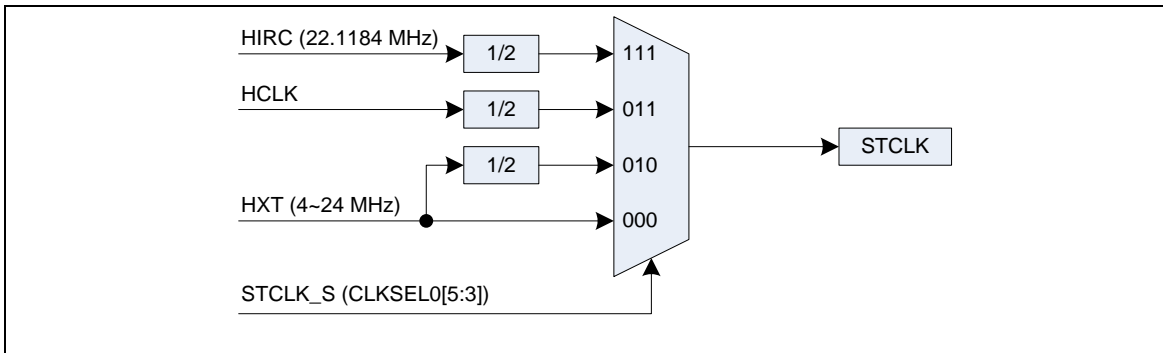 HIRC (22.1184 MHz)
1/2
111
HCLK
1/2
011
1/2
010
STCLK
HXT (4~24 MHz)
000
STCLK_S (CLKSEL0[5:3])